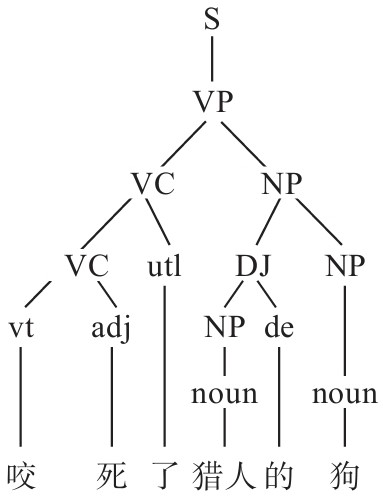 S
VP
VC NP
VC utl DJ NP
vt adj NP de
noun noun
咬 死 了 猎人 的 狗